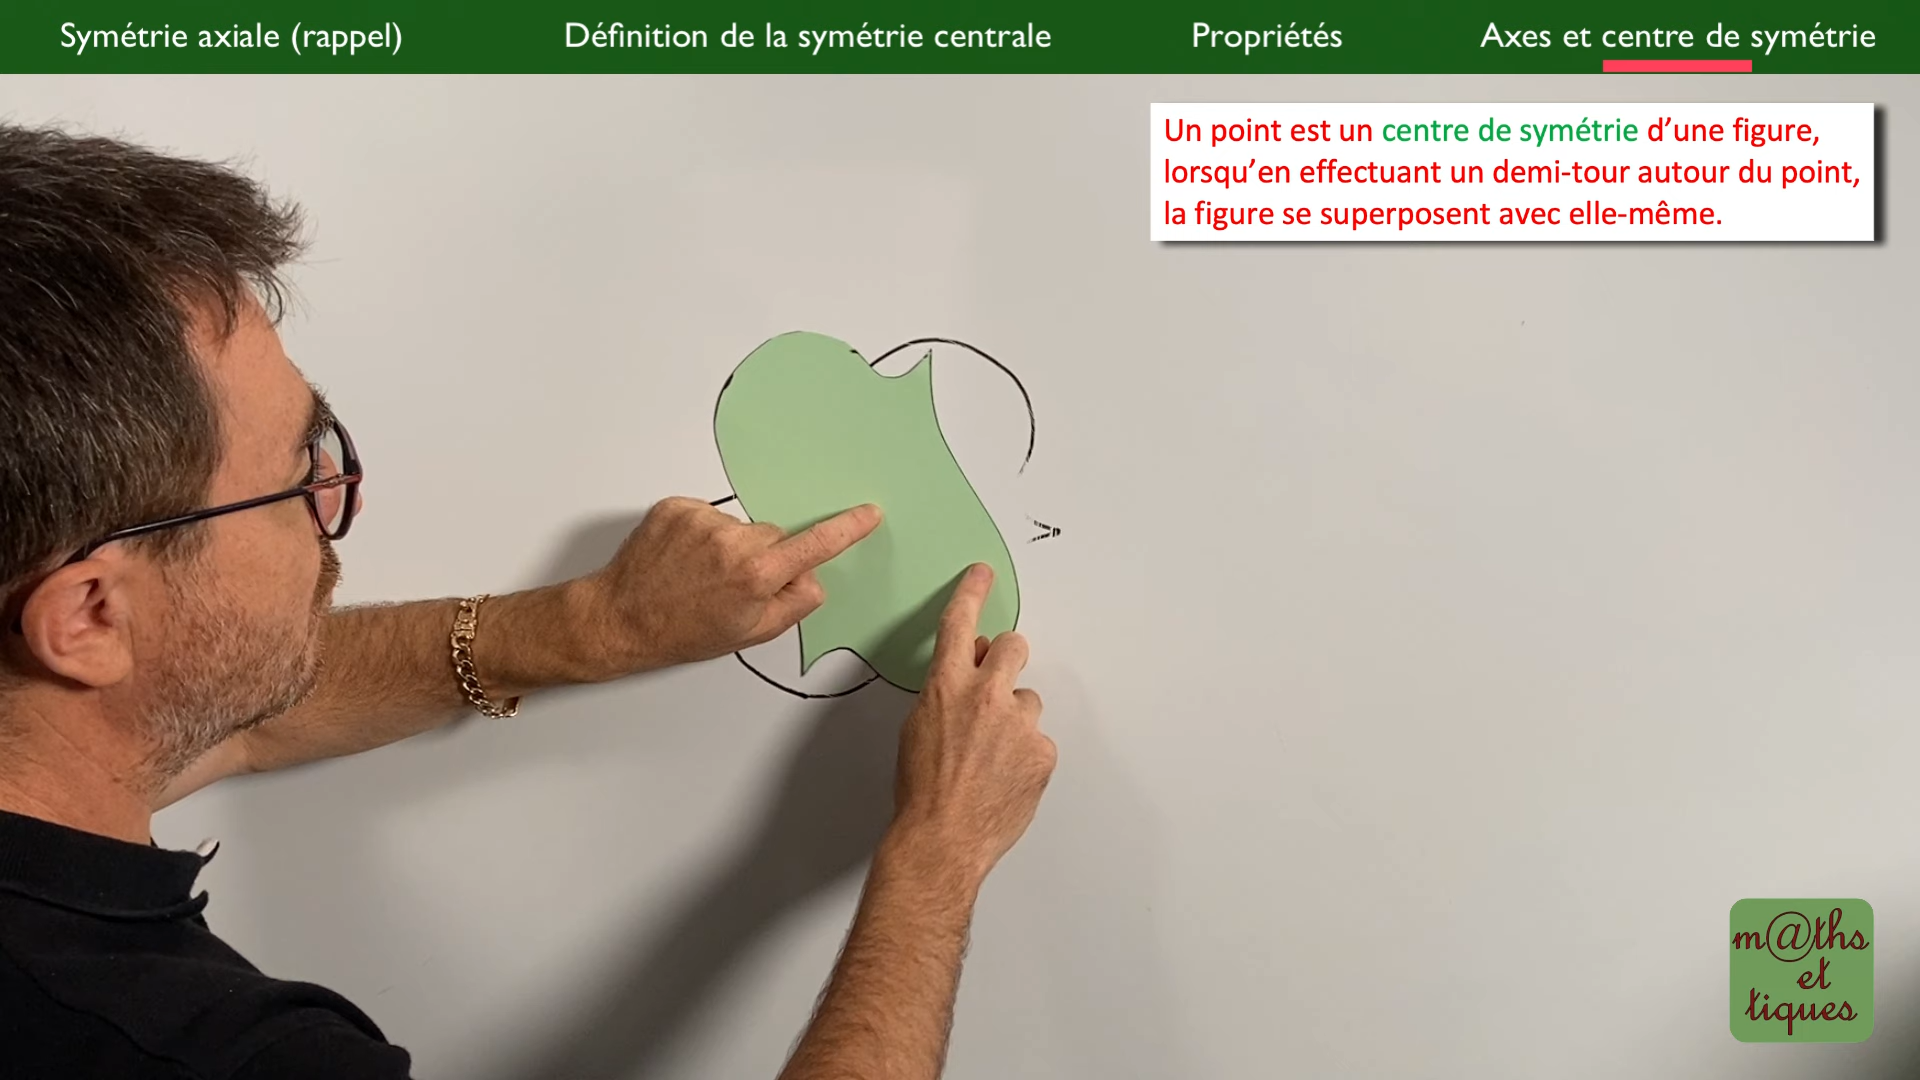 Symétrie axiale (rappel)
Définition de la symétrie centrale
Propriétés
Axes et centre de symétrie
Un point est un centre de symétrie d’une figure,
lorsqu’en effectuant un demi-tour autour du point,
la figure se superposent avec elle-même.
m@ths
et
tiques